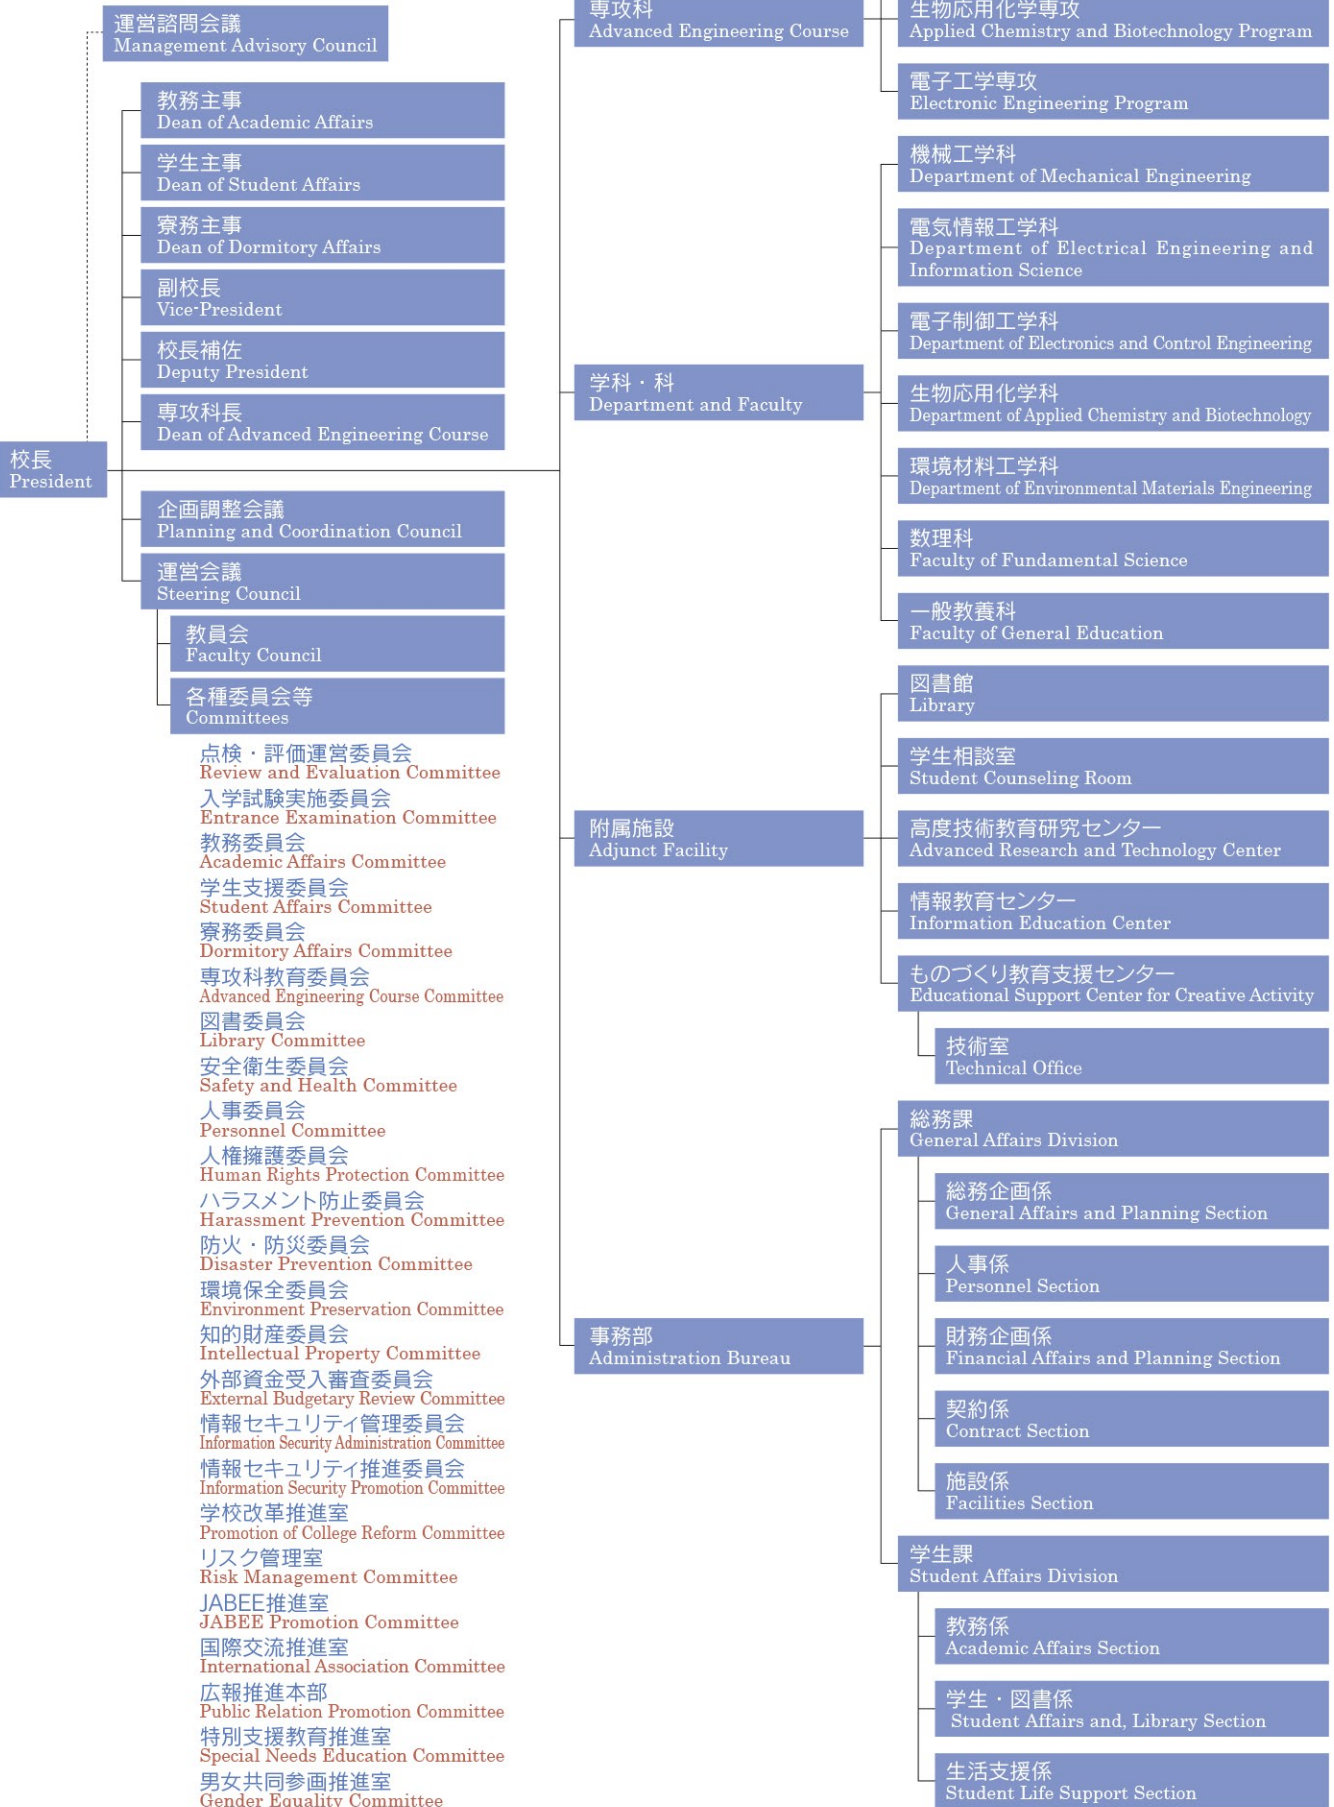 運営諮問会議
Management Advisory Council
教務主事
Dean of Academic Affairs
学生主事
Dean of Student Affairs
寮務主事
Dean of Dormitory Affairs
副校長
Vice-President
校長補佐
Deputy President
専攻科長
Dean of Advanced Engineering Course
校長
President
企画調整会議
Planning and Coordination Council
運営会議
Steering Council
教員会
Faculty Council
各種委員会等
Committees
点検・評価運営委員会
Review and Evaluation Committee
入学試験実施委員会
Entrance Examination Committee
教務委員会
Academic Affairs Committee
学生支援委員会
Student Affairs Committee
寮務委員会
Dormitory Affairs Committee
専攻科教育委員会
Advanced Engineering Course Committee
図書委員会
Library Committee
安全衛生委員会
Safety and Health Committee
人事委員会
Personnel Committee
人権擁護委員会
Human Rights Protection Committee
ハラスメント防止委員会
Harassment Prevention Committee
防火・防災委員会
Disaster Prevention Committee
環境保全委員会
Environment Preservation Committee
知的財産委員会
Intellectual Property Committee
外部資金受入審査委員会
External Budgetary Review Committee
情報セキュリティ管理委員会
Information Security Administration Committee
情報セキュリティ推進委員会
Information Security Promotion Committee
学校改革推進室
Promotion of College Reform Committee
リスク管理室
Risk Management Committee
JABEE推進室
JABEE Promotion Committee
国際交流推進室
International Association Committee
広報推進本部
Public Relation Promotion Committee
特別支援教育推進室
Special Needs Education Committee
男女共同参画推進室
Gender Equality Committee
専攻科
Advanced Engineering Course
生物応用化学専攻
Applied Chemistry and Biotechnology Program
電子工学専攻
Electronic Engineering Program
学科・科
Department and Faculty
機械工学科
Department of Mechanical Engineering
電気情報工学科
Department of Electrical Engineering and
Information Science
電子制御工学科
Department of Electronics and Control Engineering
生物応用化学科
Department of Applied Chemistry and Biotechnology
環境材料工学科
Department of Environmental Materials Engineering
数理科
Faculty of Fundamental Science
一般教養科
Faculty of General Education
附属施設
Adjunct Facility
図書館
Library
学生相談室
Student Counseling Room
高度技術教育研究センター
Advanced Research and Technology Center
情報教育センター
Information Education Center
ものづくり教育支援センター
Educational Support Center for Creative Activity
技術室
Technical Office
事務部
Administration Bureau
総務課
General Affairs Division
総務企画係
General Affairs and Planning Section
人事係
Personnel Section
財務企画係
Financial Affairs and Planning Section
契約係
Contract Section
施設係
Facilities Section
学生課
Student Affairs Division
教務係
Academic Affairs Section
学生・図書係
Student Affairs and, Library Section
生活支援係
Student Life Support Section